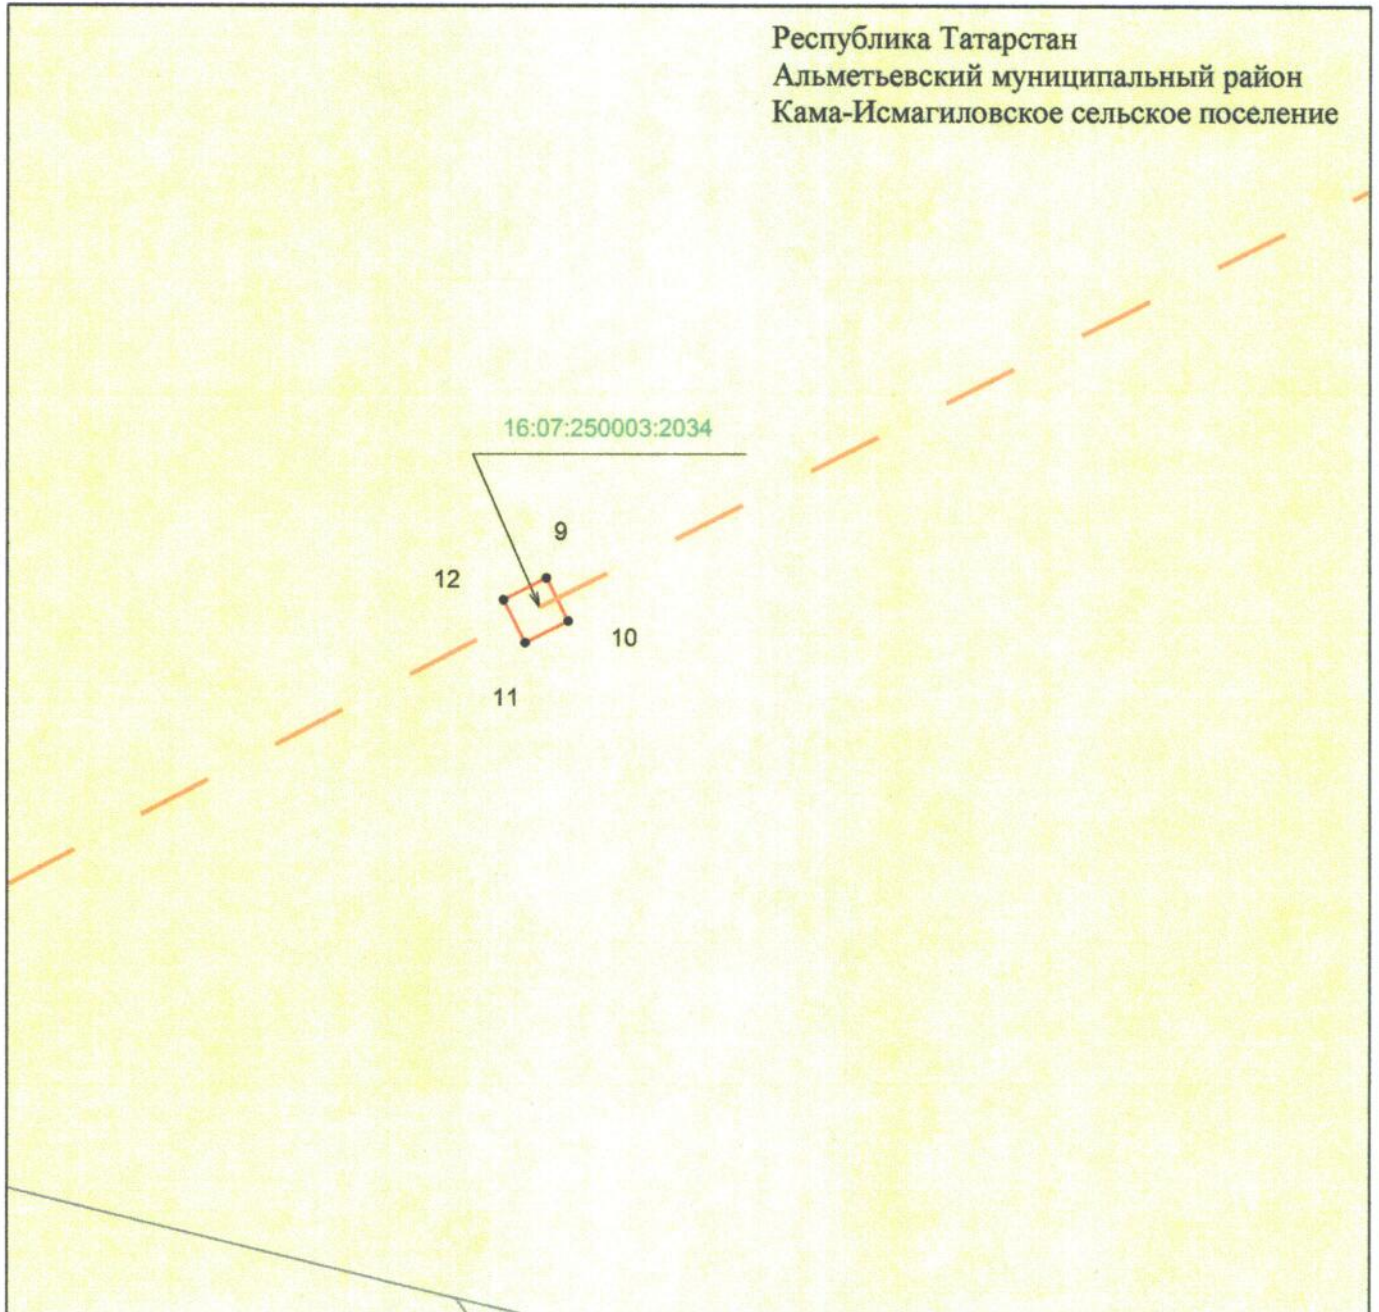 Республика Татарстан
Альметьевский муниципальный район
Кама-Исмагиловское сельское поселение
16:07:250003:2034
9
12
10
11